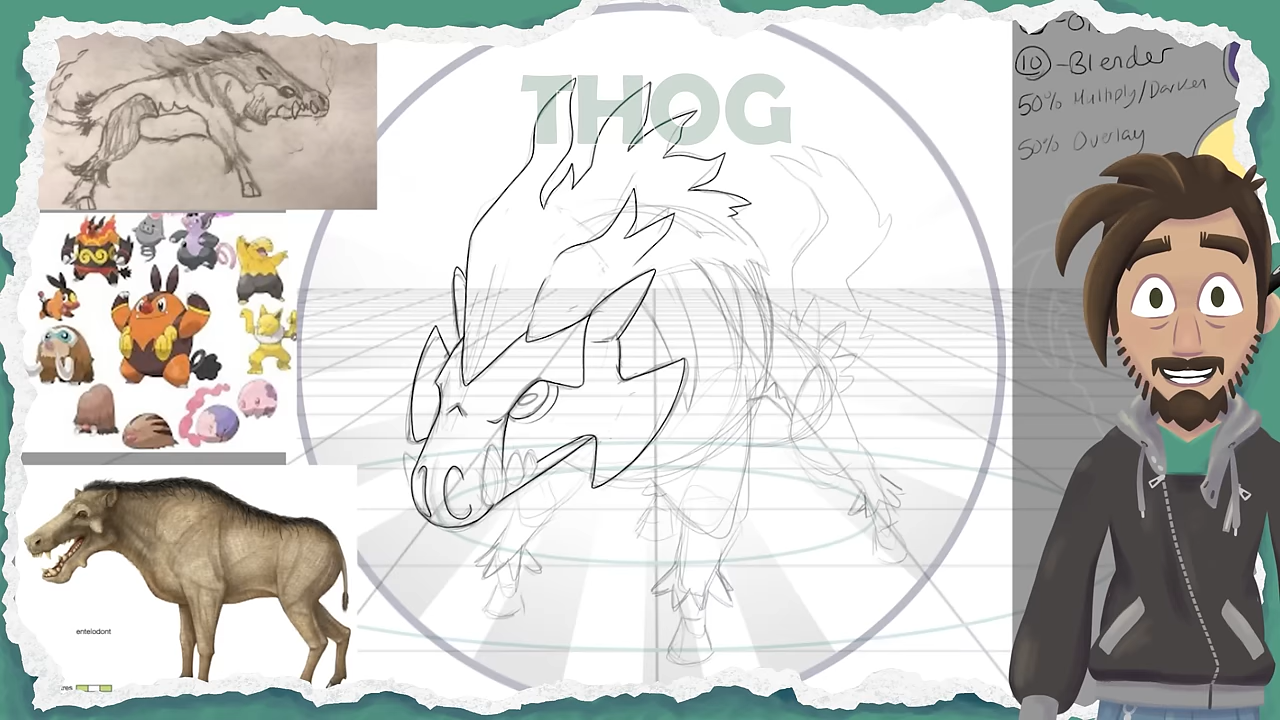 THOG
⑩-Blender
50% Multiply/Darken
50% Overlay
entelodont